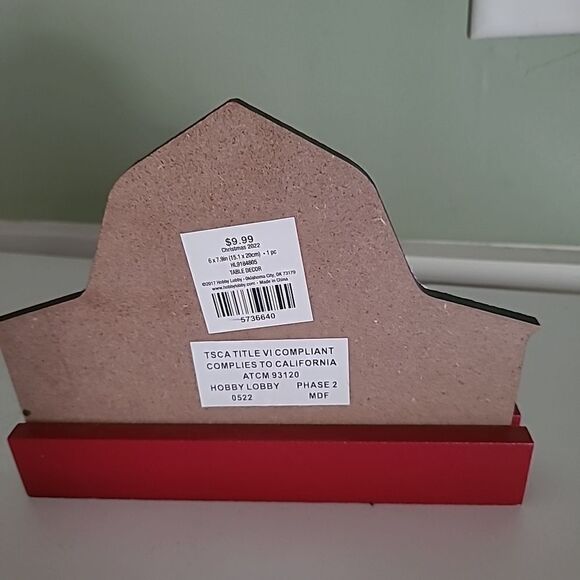 $9.99
Christmas 2022
6 x 7.9in (15.1 x 20cm) • 1 pc
HL9184805
TABLE DECOR
©2017 Hobby Lobby • Oklahoma City, OK 73179
www.hobbylobby.com • Made in China
5736640
TSCA TITLE VI COMPLIANT
COMPLIES TO CALIFORNIA
ATCM 93120
HOBBY LOBBY PHASE 2
0522 MDF